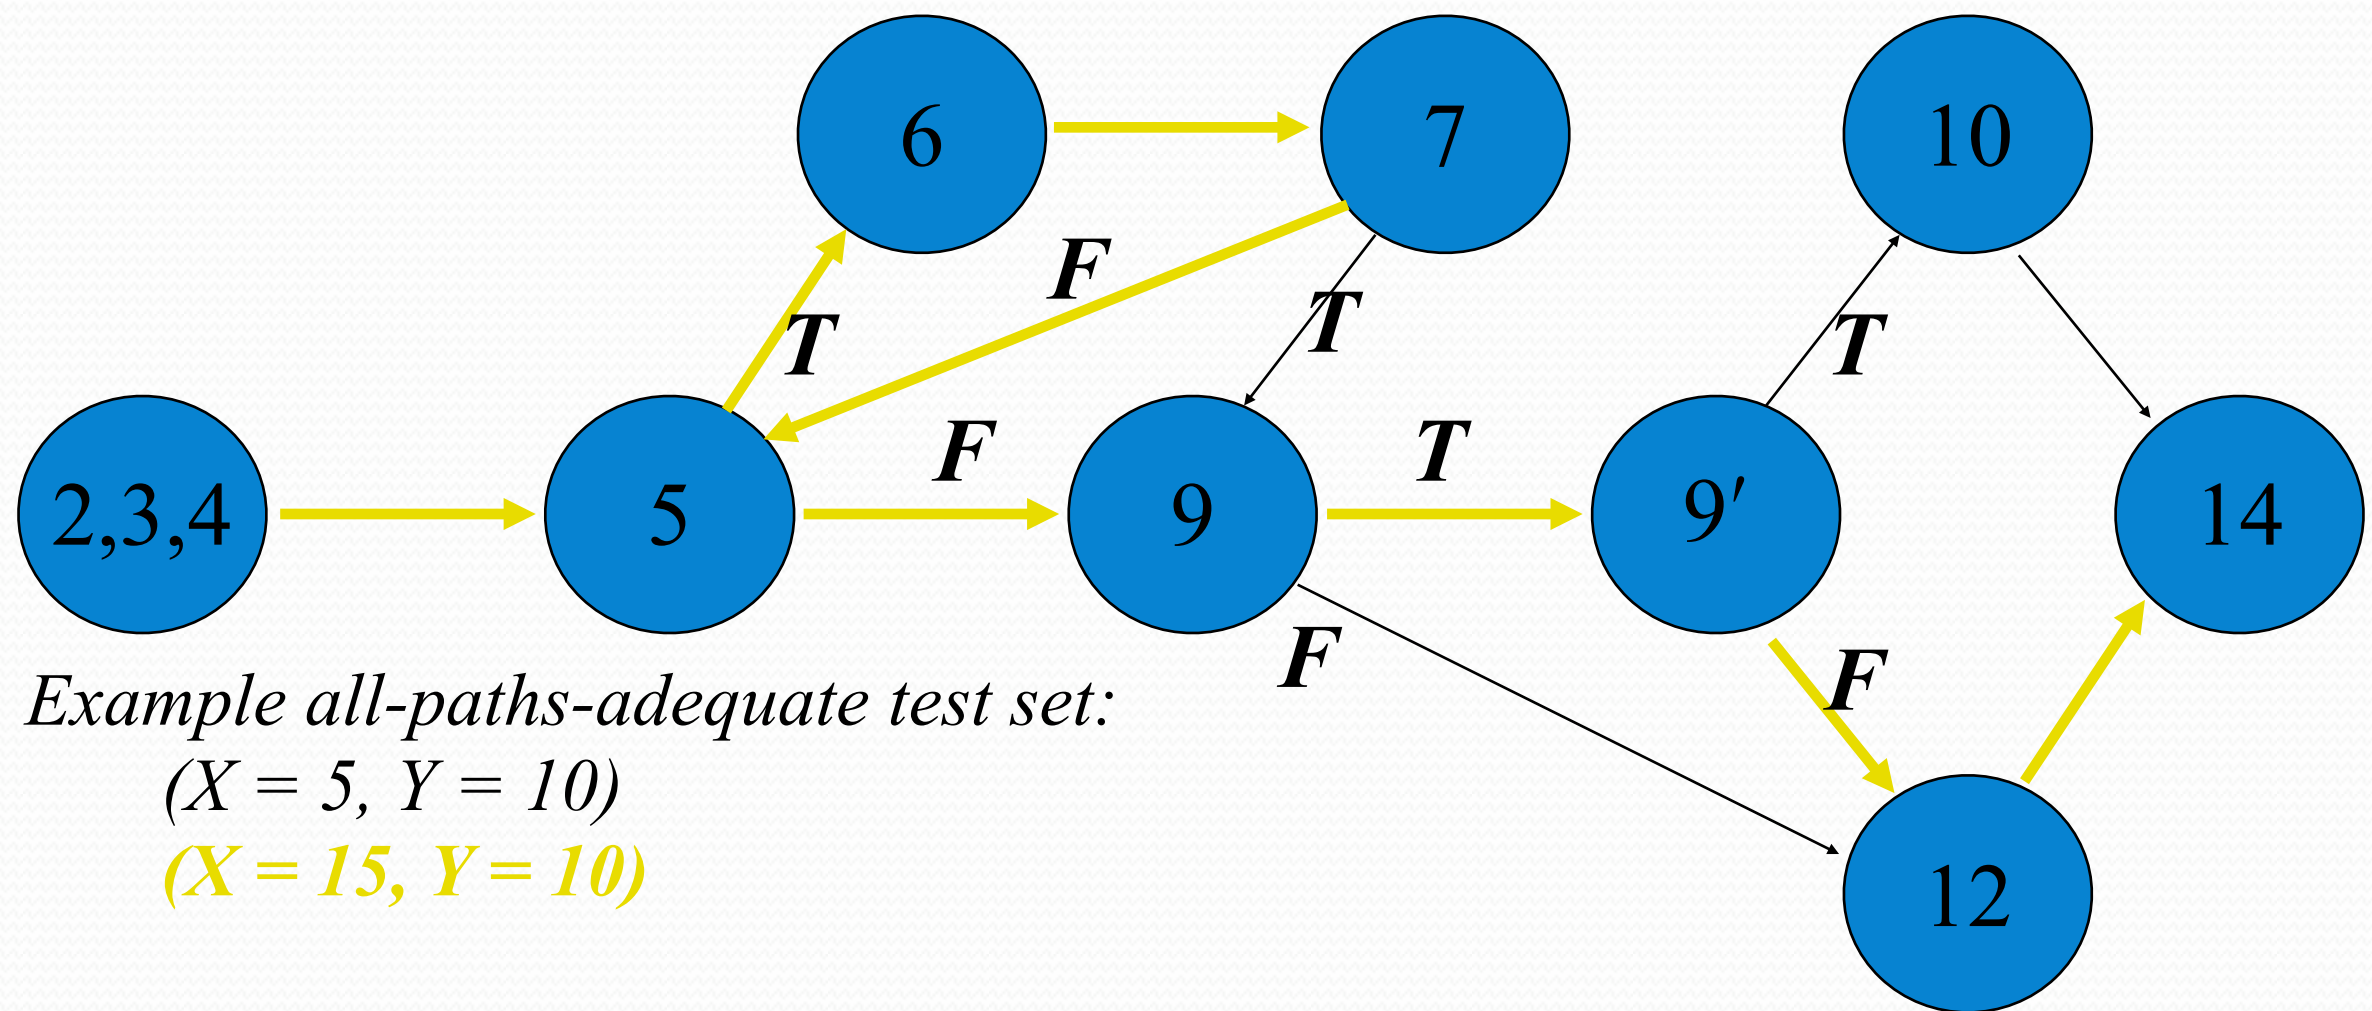 6
7
10
F
T
T
T
F
T
2,3,4
5
9
9′
14
F
F
Example all-paths-adequate test set:
(X = 5, Y = 10)
(X = 15, Y = 10)
12